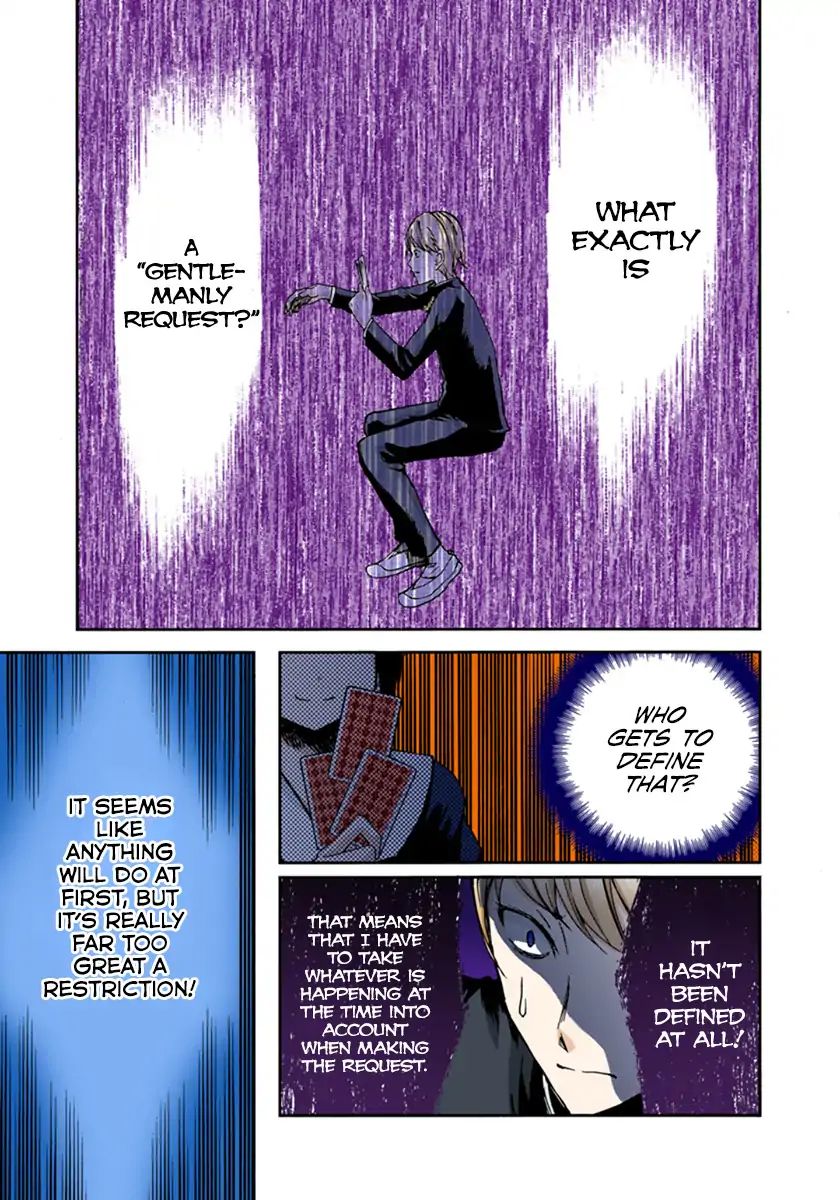 WHAT
EXACTLY
IS
A
"GENTLE-
MANLY
REQUEST?"
WHO
GETS TO
DEFINE
THAT?
IT
HASN'T
BEEN
DEFINED
AT ALL!
THAT MEANS
THAT I HAVE
TO TAKE
WHATEVER IS
HAPPENING AT
THE TIME INTO
ACCOUNT
WHEN MAKING
THE REQUEST.
IT SEEMS
LIKE
ANYTHING
WILL DO AT
FIRST, BUT
IT'S REALLY
FAR TOO
GREAT A
RESTRICTION!